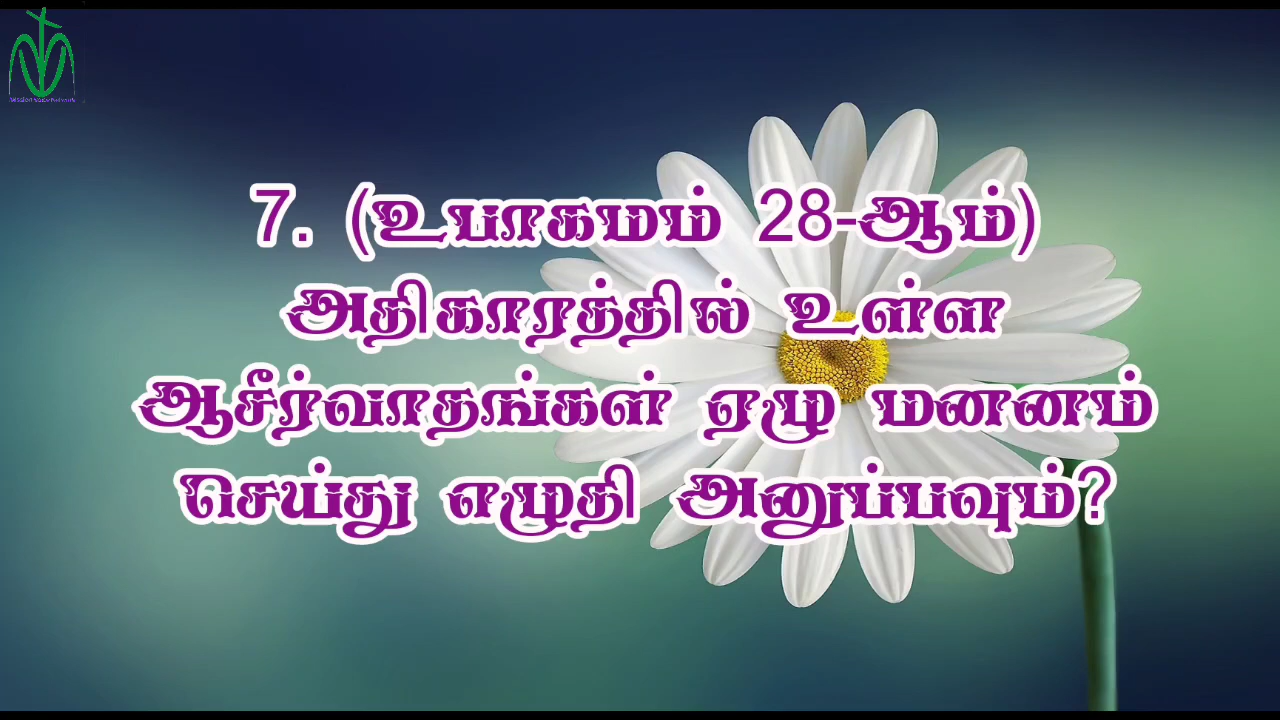 7. (உபாகமம் 28-ஆம்)
அதிகாரத்தில் உள்ள
ஆசீர்வாதங்கள் ஏழு மனனம்
செய்து எழுதி அனுப்பவும்?